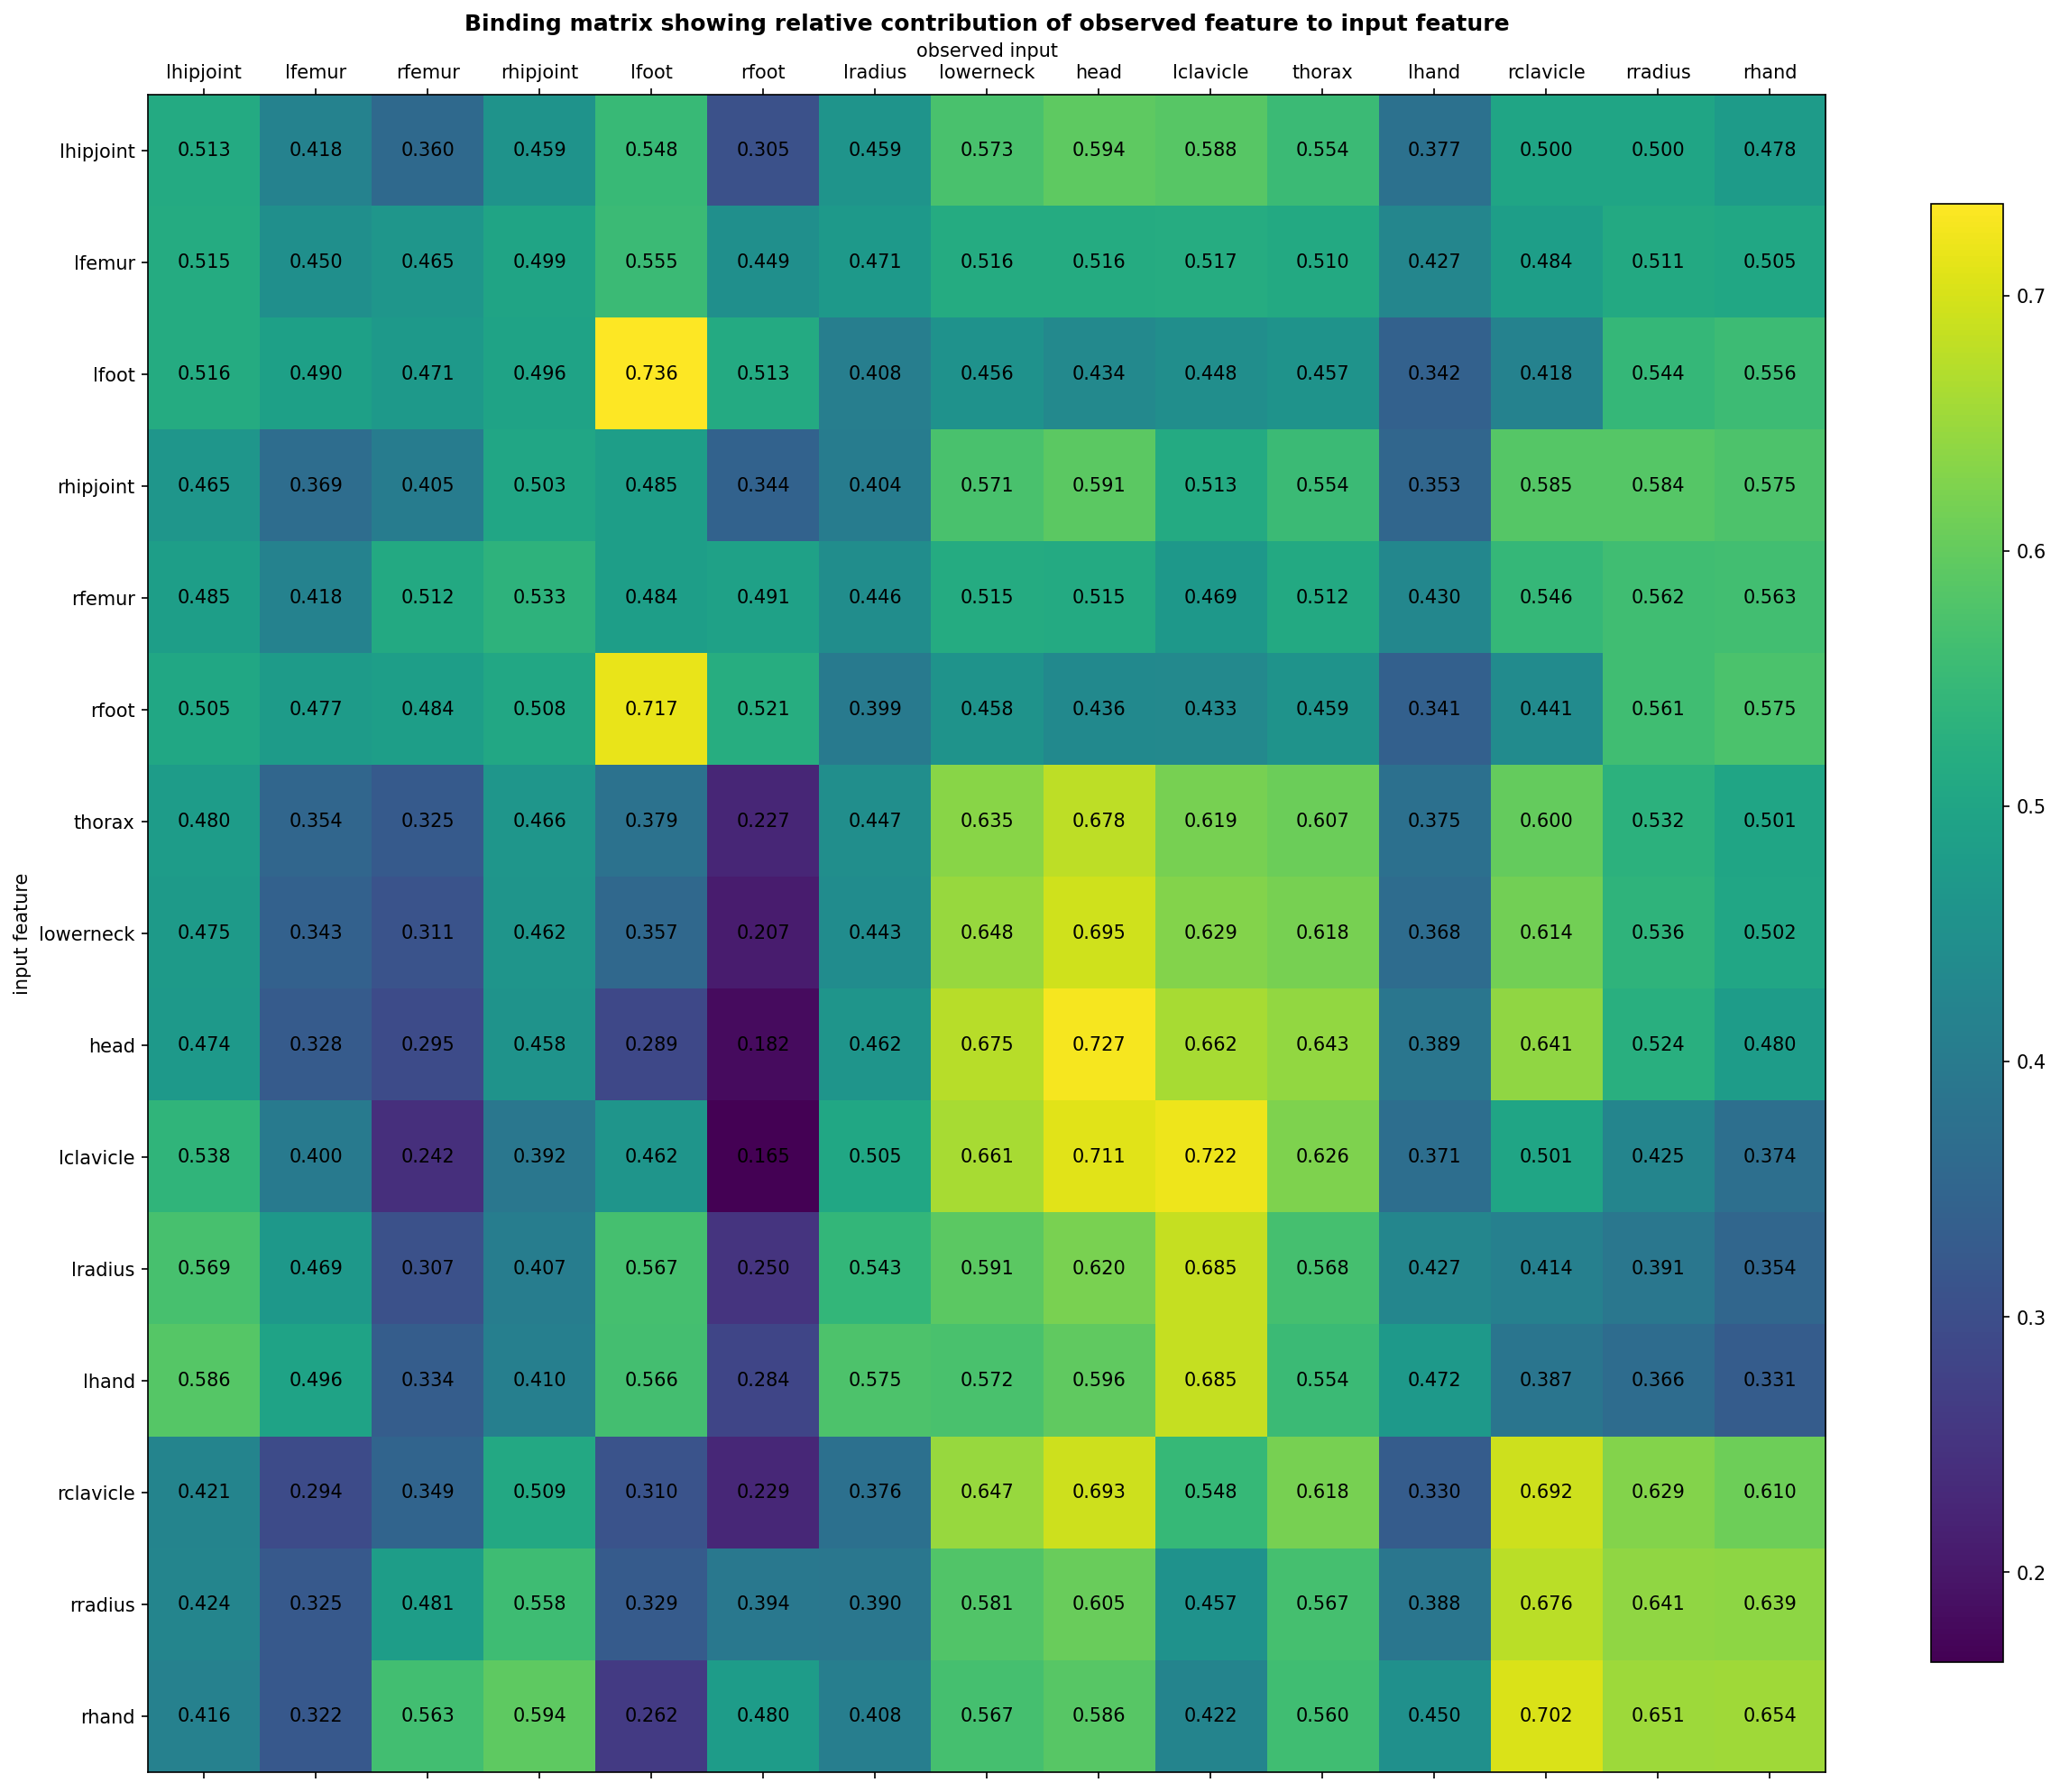 Binding matrix showing relative contribution of observed feature to input feature
observed input
lhipjoint lfemur rfemur rhipjoint lfoot rfoot lradius lowerneck head lclavicle thorax lhand rclavicle rradius rhand
lhipjoint 0.513 0.418 0.360 0.459 0.548 0.305 0.459 0.573 0.594 0.588 0.554 0.377 0.500 0.500 0.478
lfemur 0.515 0.450 0.465 0.499 0.555 0.449 0.471 0.516 0.516 0.517 0.510 0.427 0.484 0.511 0.505
0.7
lfoot 0.516 0.490 0.471 0.496 0.736 0.513 0.408 0.456 0.434 0.448 0.457 0.342 0.418 0.544 0.556
rhipjoint 0.465 0.369 0.405 0.503 0.485 0.344 0.404 0.571 0.591 0.513 0.554 0.353 0.585 0.584 0.575
0.6
rfemur 0.485 0.418 0.512 0.533 0.484 0.491 0.446 0.515 0.515 0.469 0.512 0.430 0.546 0.562 0.563
rfoot 0.505 0.477 0.484 0.508 0.717 0.521 0.399 0.458 0.436 0.433 0.459 0.341 0.441 0.561 0.575
0.5
thorax 0.480 0.354 0.325 0.466 0.379 0.227 0.447 0.635 0.678 0.619 0.607 0.375 0.600 0.532 0.501
input feature
lowerneck 0.475 0.343 0.311 0.462 0.357 0.207 0.443 0.648 0.695 0.629 0.618 0.368 0.614 0.536 0.502
head 0.474 0.328 0.295 0.458 0.289 0.182 0.462 0.675 0.727 0.662 0.643 0.389 0.641 0.524 0.480
0.4
lclavicle 0.538 0.400 0.242 0.392 0.462 0.165 0.505 0.661 0.711 0.722 0.626 0.371 0.501 0.425 0.374
lradius 0.569 0.469 0.307 0.407 0.567 0.250 0.543 0.591 0.620 0.685 0.568 0.427 0.414 0.391 0.354
0.3
lhand 0.586 0.496 0.334 0.410 0.566 0.284 0.575 0.572 0.596 0.685 0.554 0.472 0.387 0.366 0.331
rclavicle 0.421 0.294 0.349 0.509 0.310 0.229 0.376 0.647 0.693 0.548 0.618 0.330 0.692 0.629 0.610
0.2
rradius 0.424 0.325 0.481 0.558 0.329 0.394 0.390 0.581 0.605 0.457 0.567 0.388 0.676 0.641 0.639
rhand 0.416 0.322 0.563 0.594 0.262 0.480 0.408 0.567 0.586 0.422 0.560 0.450 0.702 0.651 0.654